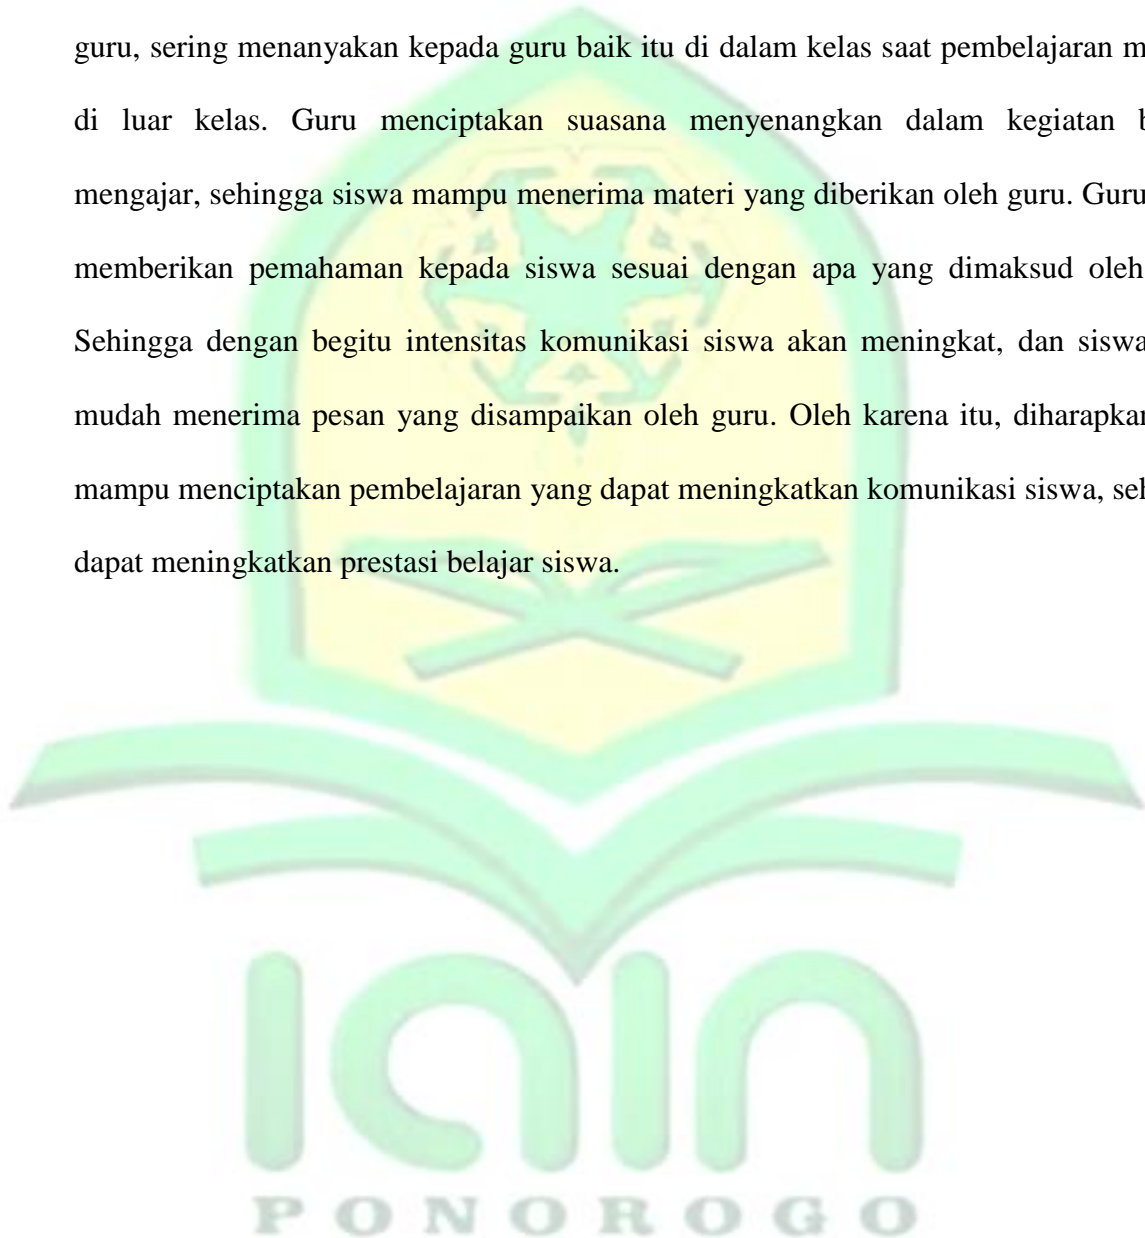 guru, sering menanyakan kepada guru baik itu di dalam kelas saat pembelajaran m
di luar kelas. Guru menciptakan suasana menyenangkan dalam kegiatan b
mengajar, sehingga siswa mampu menerima materi yang diberikan oleh guru. Guru
memberikan pemahaman kepada siswa sesuai dengan apa yang dimaksud oleh
Sehingga dengan begitu intensitas komunikasi siswa akan meningkat, dan siswa
mudah menerima pesan yang disampaikan oleh guru. Oleh karena itu, diharapkan
mampu menciptakan pembelajaran yang dapat meningkatkan komunikasi siswa, seh
dapat meningkatkan prestasi belajar siswa.
iain
PONOROGO